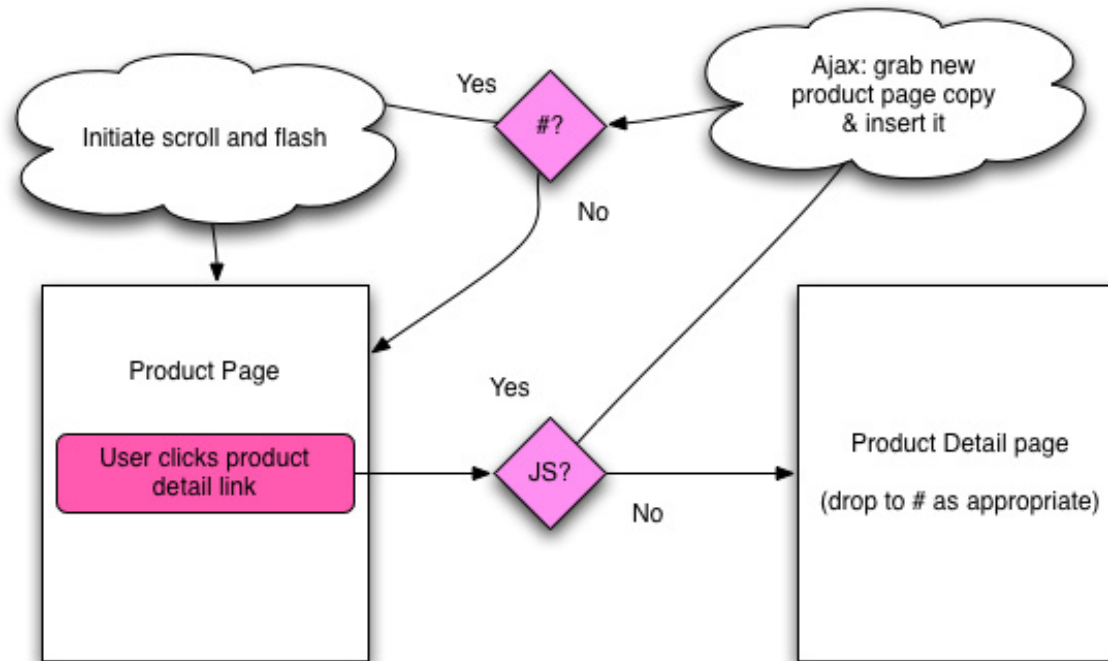 Yes
#?
Ajax: grab new
product page copy
& insert it
Initiate scroll and flash
No
Product Page
Yes
User clicks product
detail link
JS?
No
Product Detail page
(drop to # as appropriate)